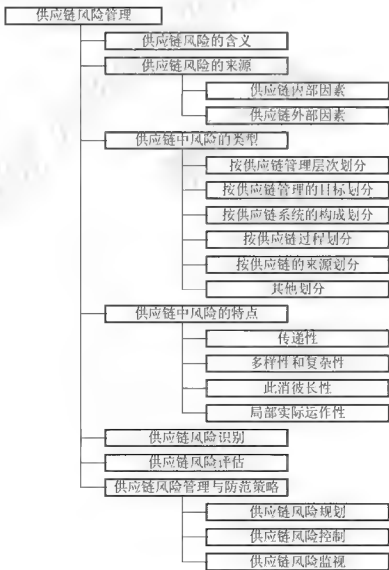 供应链风险管理
供应链风险的含义
供应链风险的来源
供应链内部因素
供应链外部因素
供应链中风险的类型
按供应链管理层次划分
按供应链管理的目标划分
按供应链系统的构成划分
按供应链过程划分
按供应链的来源划分
其他划分
供应链中风险的特点
传递性
多样性和复杂性
此消彼长性
局部实际运作性
供应链风险识别
供应链风险评估
供应链风险管理与防范策略
供应链风险规划
供应链风险控制
供应链风险监视